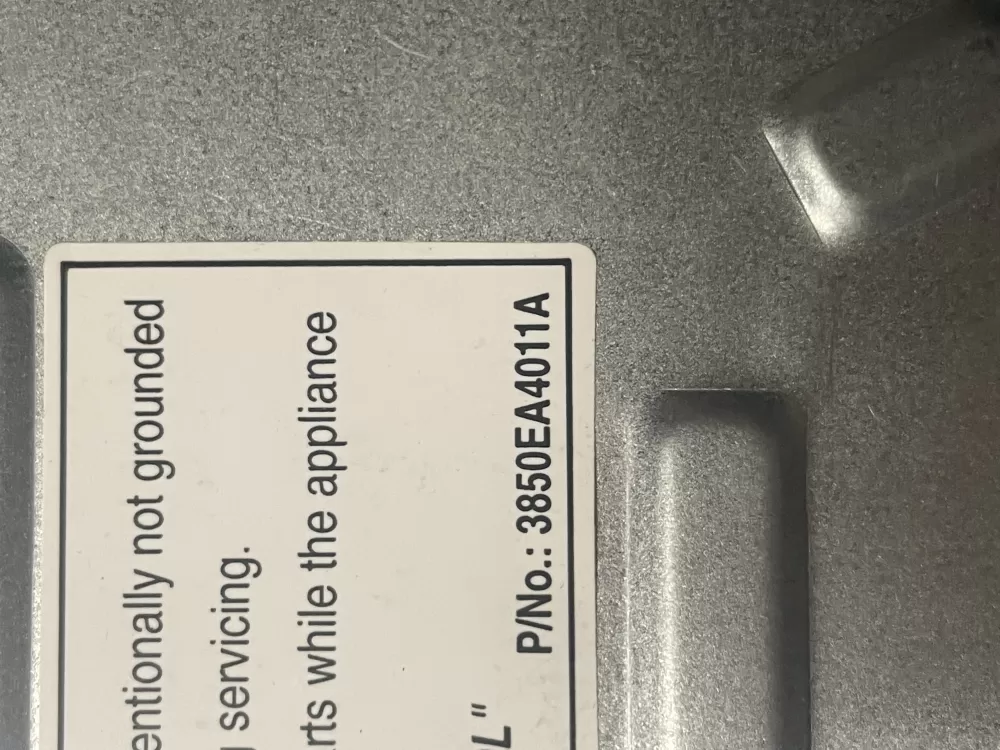 entionally not grounded
servicing.
rts while the appliance
L"
P/No.: 3850EA4011A